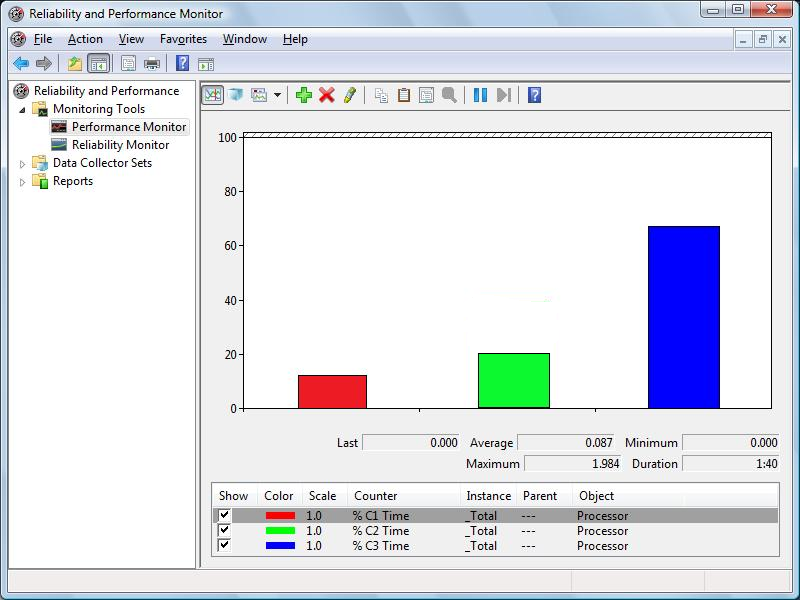 Reliability and Performance Monitor
File Action View Favorites Window Help
Reliability and Performance
Monitoring Tools
Performance Monitor
Reliability Monitor
Data Collector Sets
Reports
100
80
60
40
20
0
Last 0.000 Average 0.087 Minimum 0.000
Maximum 1.984 Duration 1:40
Show Color Scale Counter Instance Parent Object
1.0 % C1 Time _Total --- Processor
1.0 % C2 Time _Total --- Processor
1.0 % C3 Time _Total --- Processor